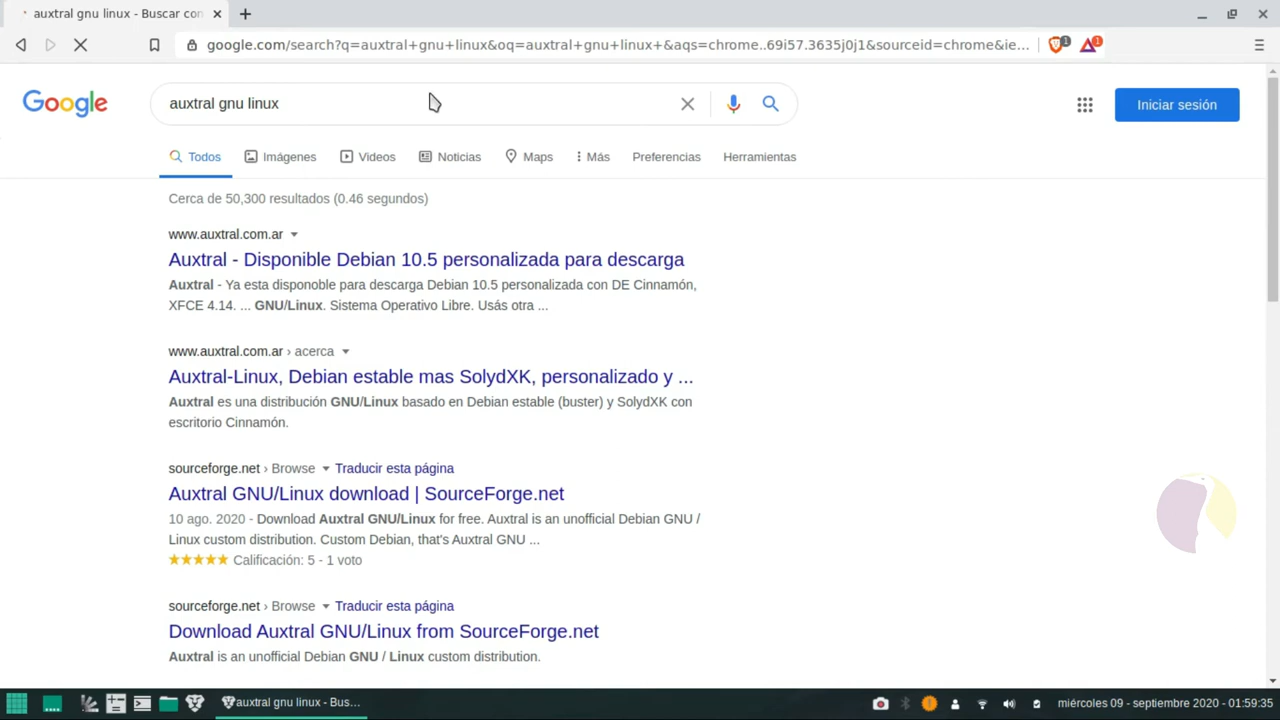 auxtral gnu linux - Buscar con
google.com/search?q=auxtral+gnu+linux&oq=auxtral+gnu+linux+&aqs=chrome..69i57.3635j0j1&sourceid=chrome&ie...
1
1
Google
auxtral gnu linux
Iniciar sesión
Todos
Imágenes
Videos
Noticias
Maps
Más
Preferencias
Herramientas
Cerca de 50,300 resultados (0.46 segundos)
www.auxtral.com.ar
Auxtral - Disponible Debian 10.5 personalizada para descarga
Auxtral - Ya esta disponoble para descarga Debian 10.5 personalizada con DE Cinnamón,
XFCE 4.14. ... GNU/Linux. Sistema Operativo Libre. Usás otra ...
www.auxtral.com.ar › acerca
Auxtral-Linux, Debian estable mas SolydXK, personalizado y ...
Auxtral es una distribución GNU/Linux basado en Debian estable (buster) y SolydXK con
escritorio Cinnamón.
sourceforge.net › Browse Traducir esta página
Auxtral GNU/Linux download | SourceForge.net
10 ago. 2020 - Download Auxtral GNU/Linux for free. Auxtral is an unofficial Debian GNU /
Linux custom distribution. Custom Debian, that's Auxtral GNU ...
Calificación: 5 - 1 voto
sourceforge.net › Browse Traducir esta página
Download Auxtral GNU/Linux from SourceForge.net
Auxtral is an unofficial Debian GNU / Linux custom distribution.
auxtral gnu linux - Bus...
miércoles 09 - septiembre 2020 - 01:59:35